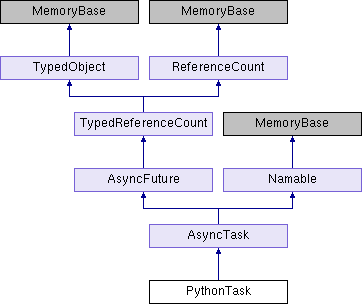 MemoryBase
MemoryBase
TypedObject
ReferenceCount
TypedReferenceCount
MemoryBase
AsyncFuture
Namable
AsyncTask
PythonTask